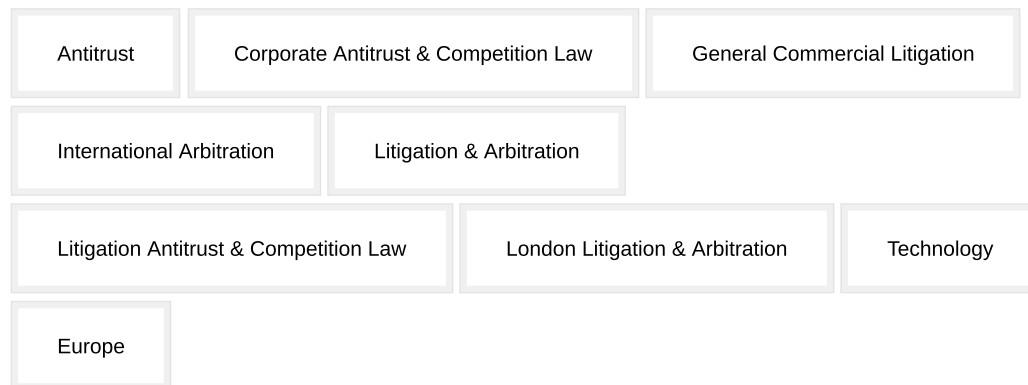 Antitrust Corporate Antitrust & Competition Law General Commercial Litigation
International Arbitration Litigation & Arbitration
Litigation Antitrust & Competition Law London Litigation & Arbitration Technology
Europe